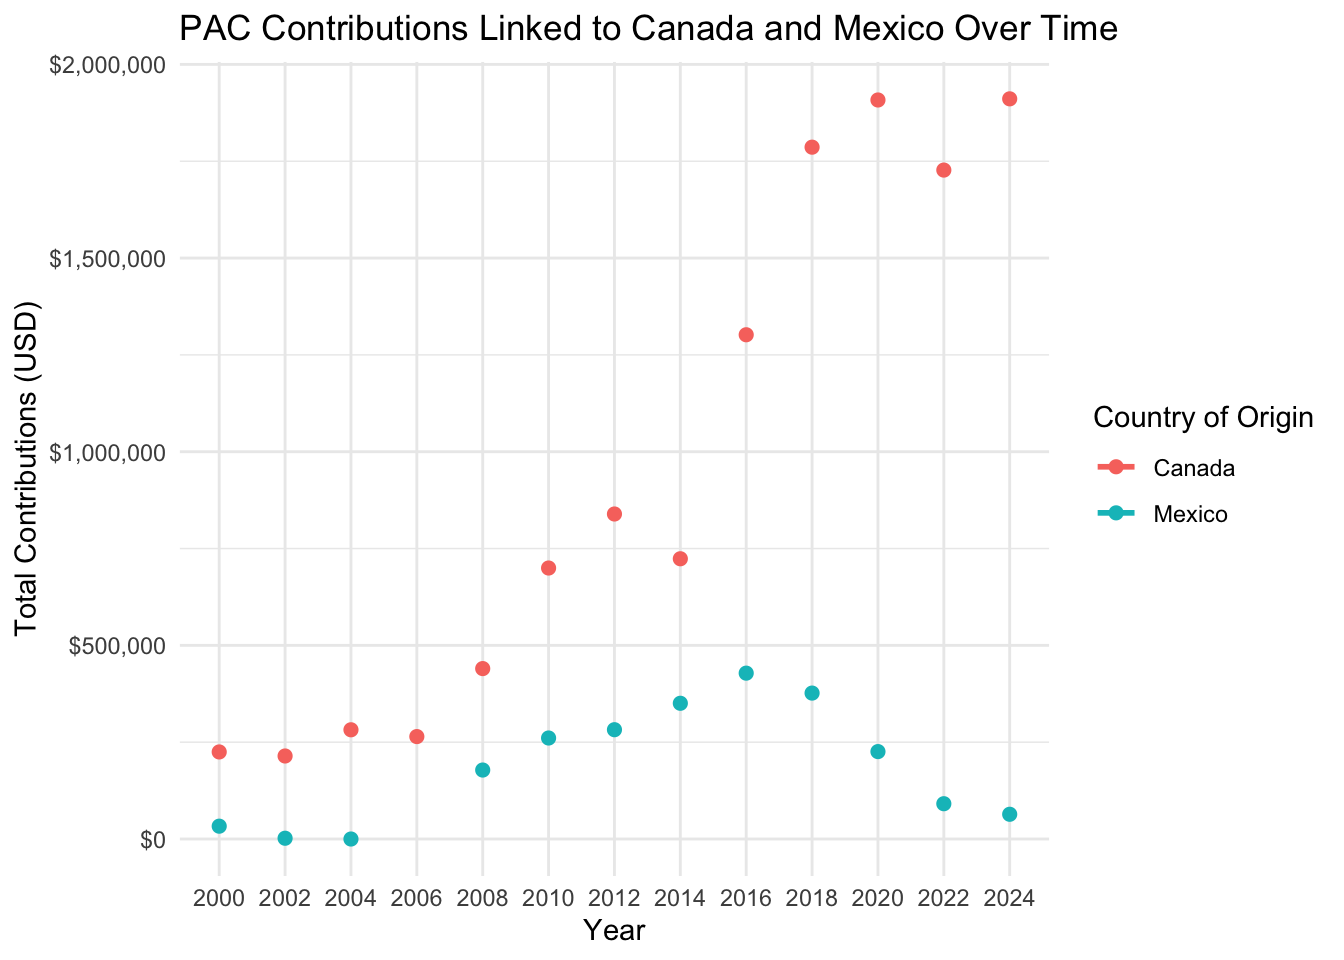 PAC Contributions Linked to Canada and Mexico Over Time
$2,000,000
$1,500,000
$1,000,000
$500,000
$0
Total Contributions (USD)
2000 2002 2004 2006 2008 2010 2012 2014 2016 2018 2020 2022 2024
Year
Country of Origin
Canada
Mexico